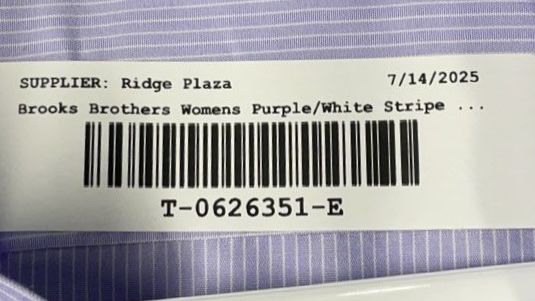 SUPPLIER: Ridge Plaza 7/14/2025
Brooks Brothers Womens Purple/White Stripe ...
T-0626351-E